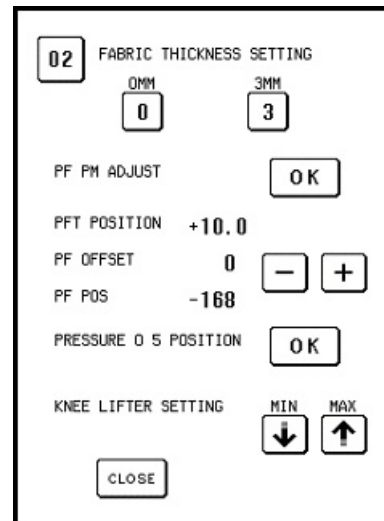 02 FABRIC THICKNESS SETTING
0MM 3MM
0 3
PF PM ADJUST OK
PFT POSITION +10.0
PF OFFSET 0 − +
PF POS -168
PRESSURE 0 5 POSITION OK
KNEE LIFTER SETTING MIN MAX
CLOSE